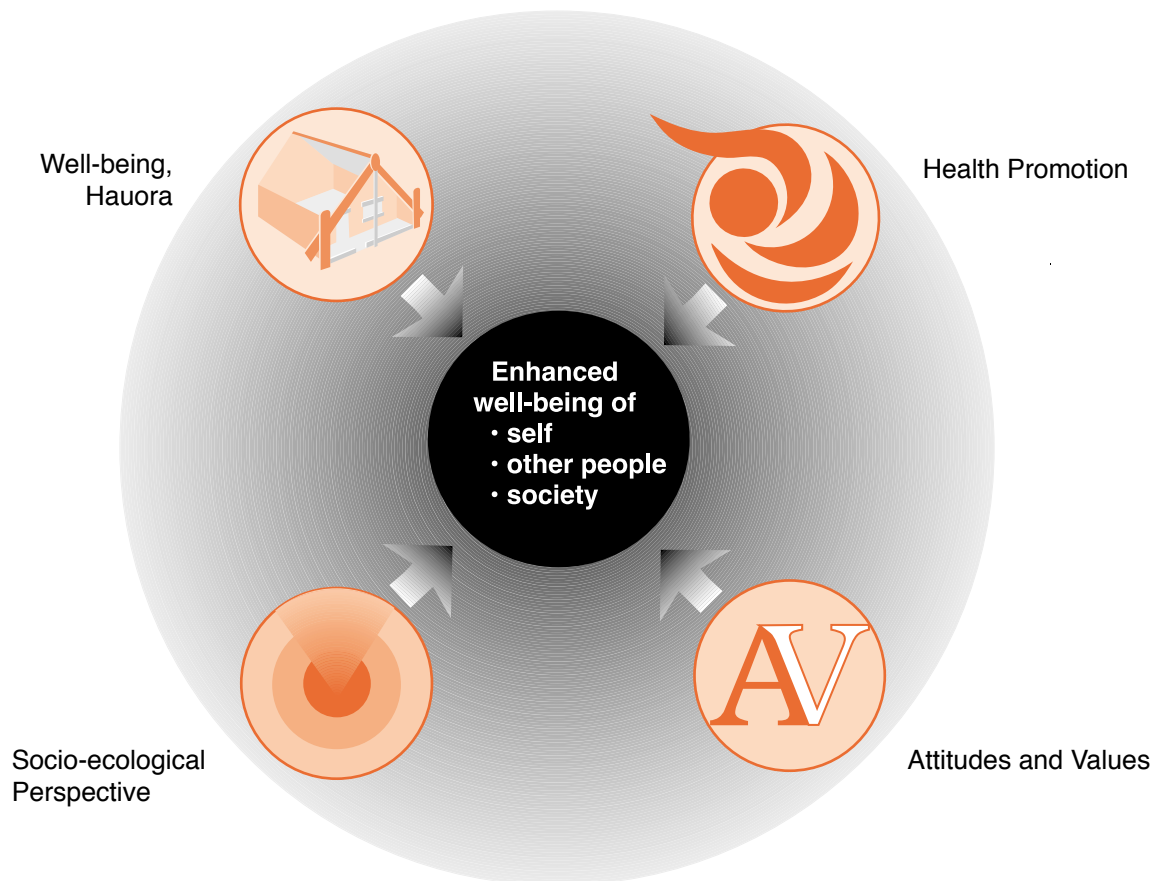 Well-being,
Hauora
Health Promotion
Enhanced
well-being of
· self
· other people
· society
Socio-ecological
Perspective
AV
Attitudes and Values